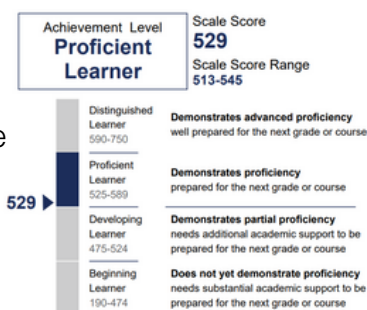 Achievement Level
Proficient
Learner
Scale Score
529
Scale Score Range
513-545
Distinguished
Learner
590-750
Demonstrates advanced proficiency
well prepared for the next grade or course
e
Proficient
Learner
525-589
Demonstrates proficiency
prepared for the next grade or course
529
Developing
Learner
475-524
Demonstrates partial proficiency
needs additional academic support to be
prepared for the next grade or course
Beginning
Learner
190-474
Does not yet demonstrate proficiency
needs substantial academic support to be
prepared for the next grade or course